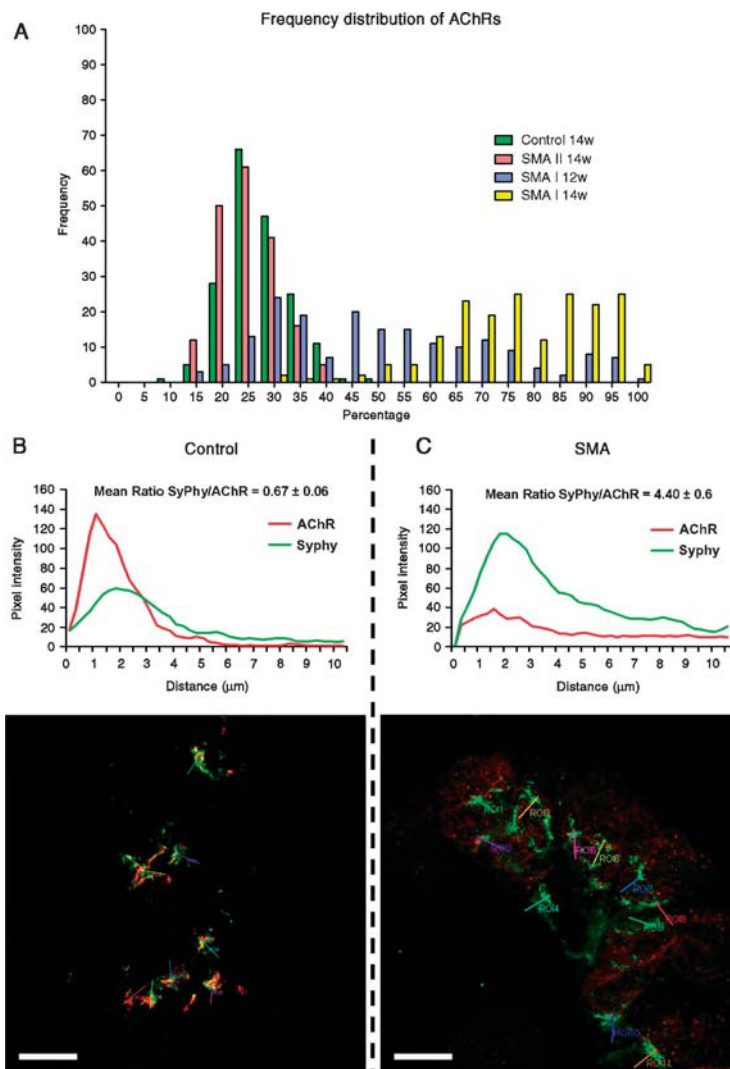 A
Frequency distribution of AChRs
Frequency
100
90
80
70
60
50
40
30
20
10
0
Control 14w
SMA II 14w
SMA I 12w
SMA I 14w
0 5 10 15 20 25 30 35 40 45 50 55 60 65 70 75 80 85 90 95 100
Percentage
B
Control
Mean Ratio SyPhy/AChR = 0.67 ± 0.06
Pixel intensity
160
140
120
100
80
60
40
20
0
AChR
Syphy
0 1 2 3 4 5 6 7 8 9 10
Distance (µm)
C
SMA
Mean Ratio SyPhy/AChR = 4.40 ± 0.6
Pixel intensity
160
140
120
100
80
60
40
20
0
AChR
Syphy
0 1 2 3 4 5 6 7 8 9 10
Distance (µm)
ROI4